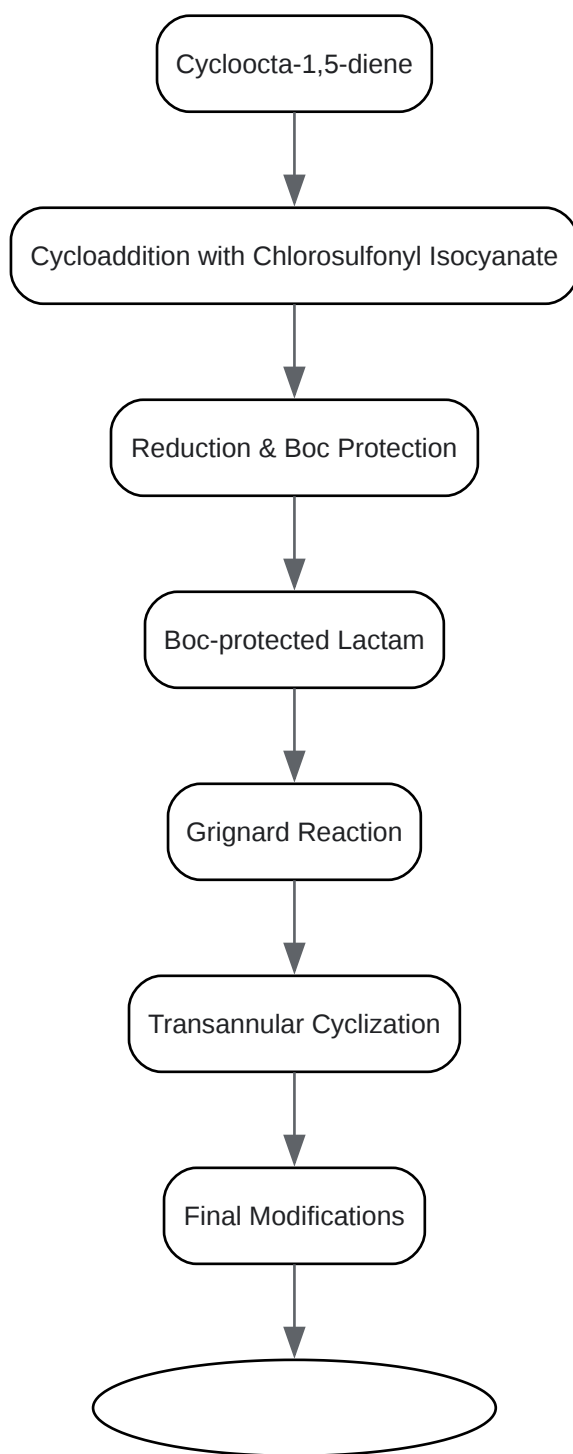 Cycloocta-1,5-diene
Cycloaddition with Chlorosulfonyl Isocyanate
Reduction & Boc Protection
Boc-protected Lactam
Grignard Reaction
Transannular Cyclization
Final Modifications